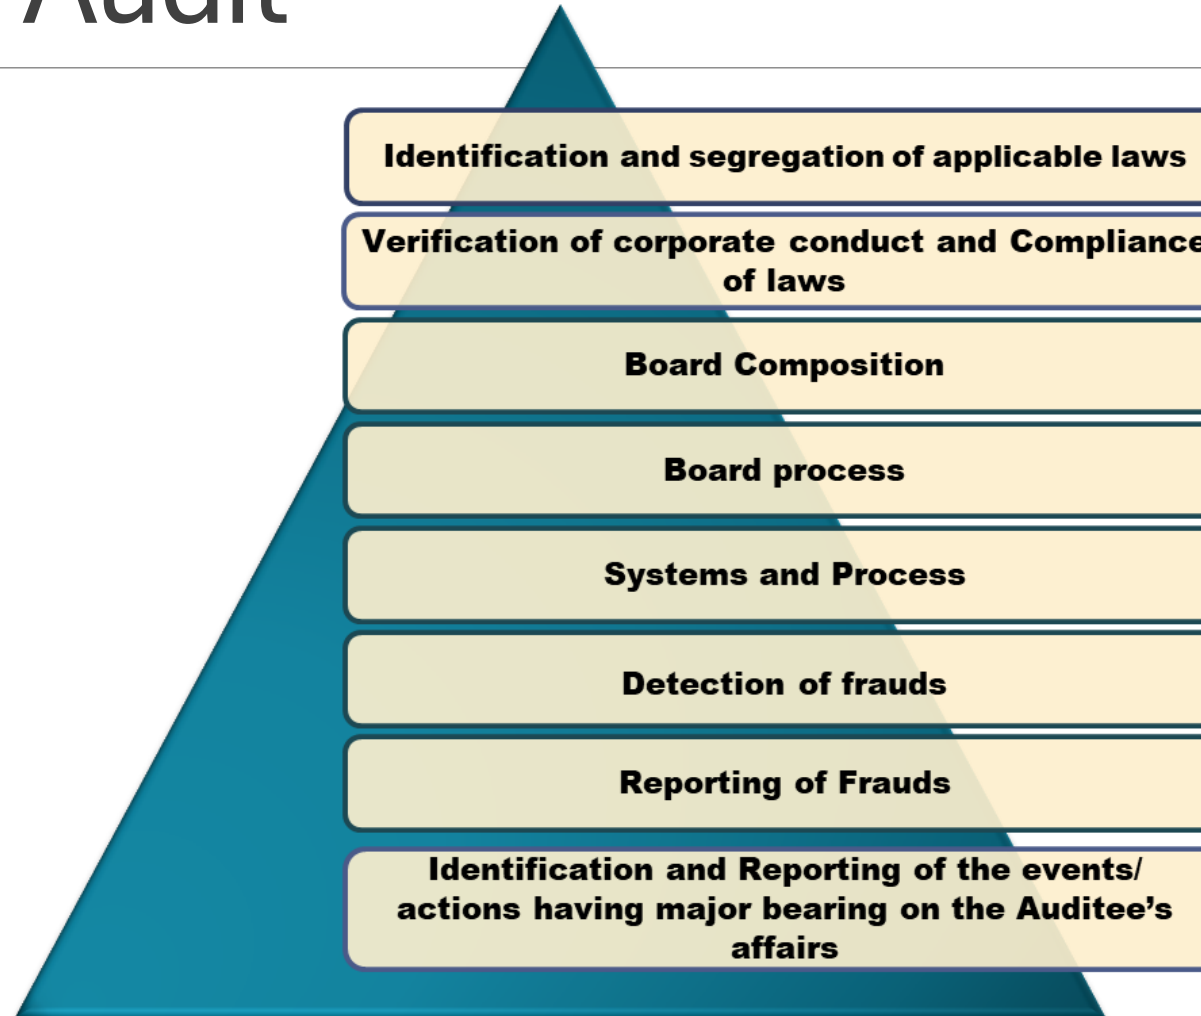 Audit
Identification and segregation of applicable laws
Verification of corporate conduct and Compliance
of laws
Board Composition
Board process
Systems and Process
Detection of frauds
Reporting of Frauds
Identification and Reporting of the events/
actions having major bearing on the Auditee’s
affairs